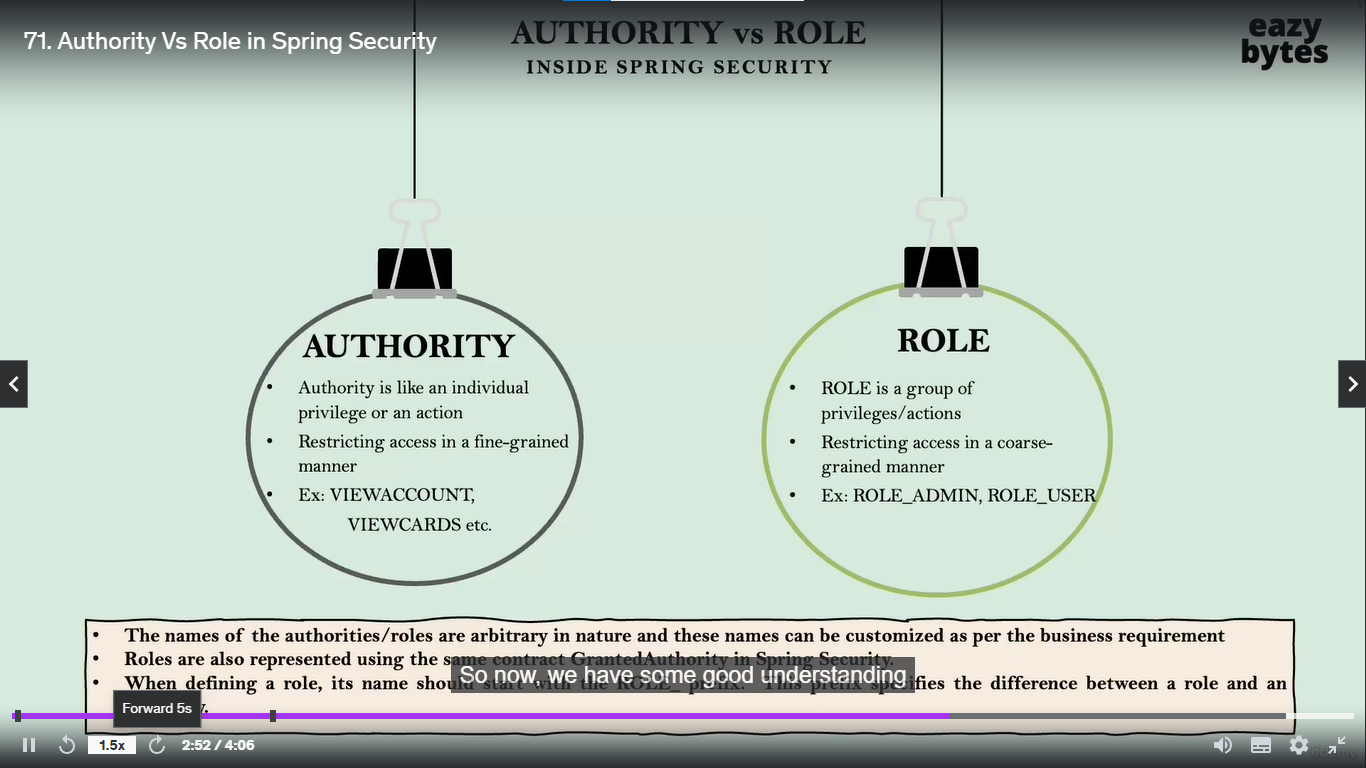 71. Authority Vs Role in Spring Security
AUTHORITY vs ROLE
INSIDE SPRING SECURITY
eazy
bytes
AUTHORITY
• Authority is like an individual
privilege or an action
• Restricting access in a fine-grained
manner
• Ex: VIEWACCOUNT,
VIEWCARDS etc.
ROLE
• ROLE is a group of
privileges/actions
• Restricting access in a coarse-
grained manner
• Ex: ROLE_ADMIN, ROLE_USER
• The names of the authorities/roles are arbitrary in nature and these names can be customized as per the business requirement
• Roles are also represented using the same contract GrantedAuthority in Spring Security.
• When defining a role, its name should start with the ROLE_ prefix. This prefix specifies the difference between a role and an
So now, we have some good understanding
Forward 5s
1.5x
2:52 / 4:06